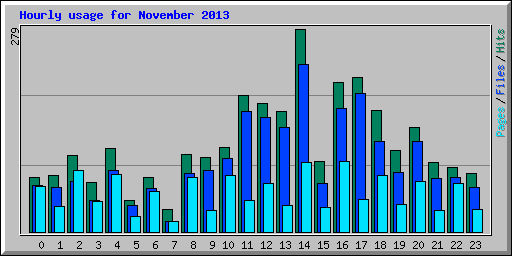 Hourly usage for November 2013
279
Pages / Files / Hits
0 1 2 3 4 5 6 7 8 9 10 11 12 13 14 15 16 17 18 19 20 21 22 23